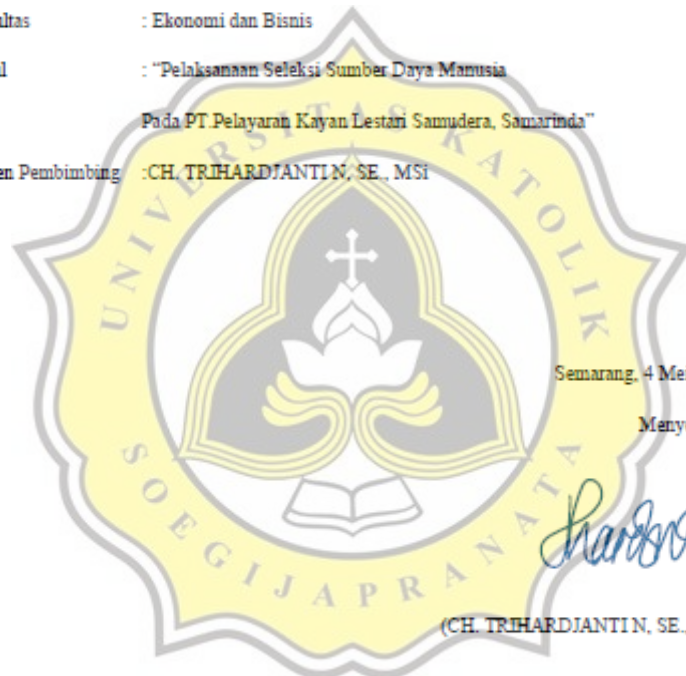 ltas : Ekonomi dan Bisnis
l : “Pelaksanaan Seleksi Sumber Daya Manusia
Pada PT.Pelayaran Kayan Lestari Samudera, Samarinda”
en Pembimbing :CH. TRIHARDJANTI N, SE., MSi
UNIVERSITAS KATOLIK
SOEGIJAPRANATA
Semarang, 4 Me
Meny
(CH. TRIHARDJANTI N, SE.,